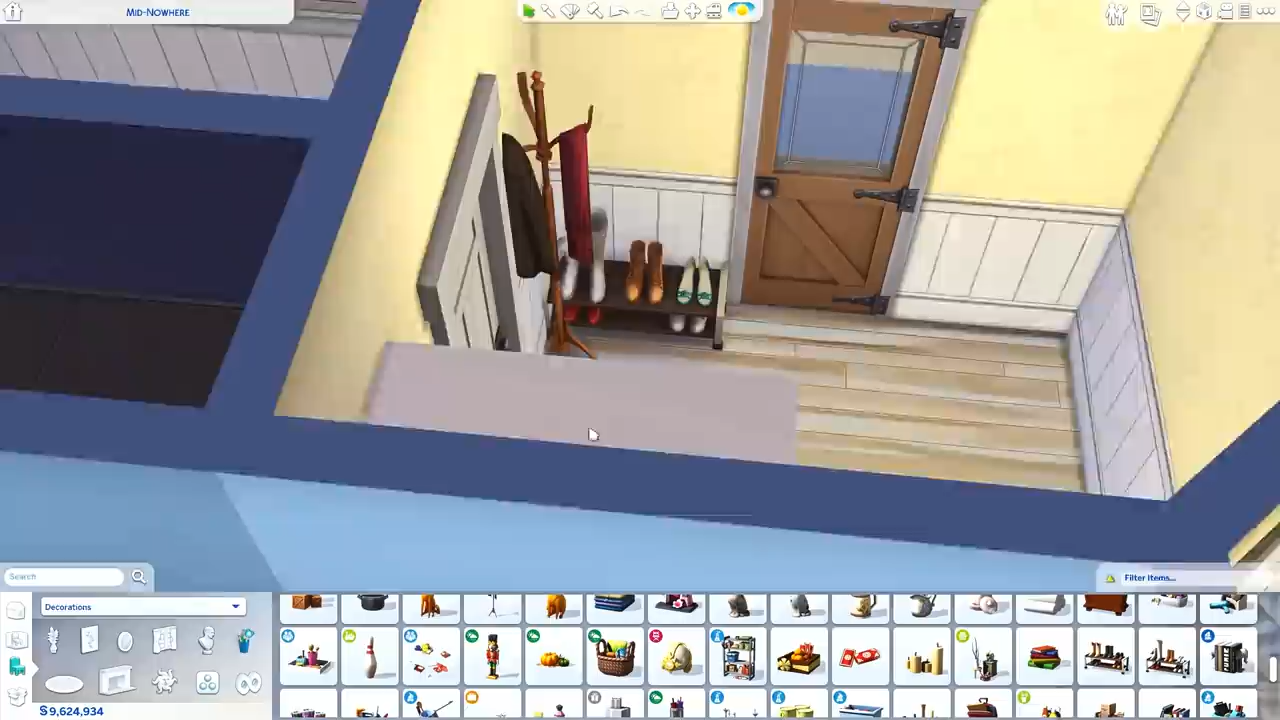 Mid-Nowhere
Search
Filter Items...
Decorations
§9,624,934